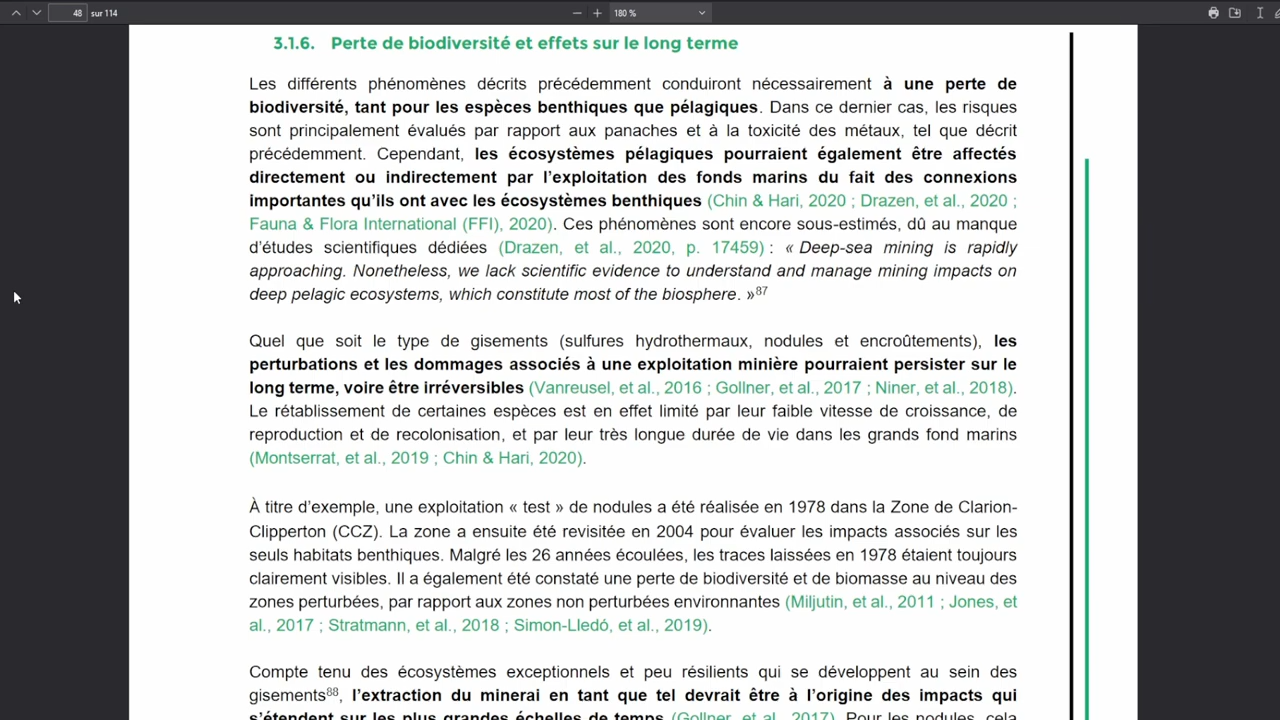 48 sur 114
180 %
3.1.6. Perte de biodiversité et effets sur le long terme
Les différents phénomènes décrits précédemment conduiront nécessairement à une perte de
biodiversité, tant pour les espèces benthiques que pélagiques. Dans ce dernier cas, les risques
sont principalement évalués par rapport aux panaches et à la toxicité des métaux, tel que décrit
précédemment. Cependant, les écosystèmes pélagiques pourraient également être affectés
directement ou indirectement par l’exploitation des fonds marins du fait des connexions
importantes qu’ils ont avec les écosystèmes benthiques (Chin & Hari, 2020 ; Drazen, et al., 2020 ;
Fauna & Flora International (FFI), 2020). Ces phénomènes sont encore sous-estimés, dû au manque
d’études scientifiques dédiées (Drazen, et al., 2020, p. 17459) : « Deep-sea mining is rapidly
approaching. Nonetheless, we lack scientific evidence to understand and manage mining impacts on
deep pelagic ecosystems, which constitute most of the biosphere. »87
Quel que soit le type de gisements (sulfures hydrothermaux, nodules et encroûtements), les
perturbations et les dommages associés à une exploitation minière pourraient persister sur le
long terme, voire être irréversibles (Vanreusel, et al., 2016 ; Gollner, et al., 2017 ; Niner, et al., 2018).
Le rétablissement de certaines espèces est en effet limité par leur faible vitesse de croissance, de
reproduction et de recolonisation, et par leur très longue durée de vie dans les grands fond marins
(Montserrat, et al., 2019 ; Chin & Hari, 2020).
À titre d’exemple, une exploitation « test » de nodules a été réalisée en 1978 dans la Zone de Clarion-
Clipperton (CCZ). La zone a ensuite été revisitée en 2004 pour évaluer les impacts associés sur les
seuls habitats benthiques. Malgré les 26 années écoulées, les traces laissées en 1978 étaient toujours
clairement visibles. Il a également été constaté une perte de biodiversité et de biomasse au niveau des
zones perturbées, par rapport aux zones non perturbées environnantes (Miljutin, et al., 2011 ; Jones, et
al., 2017 ; Stratmann, et al., 2018 ; Simon-Lledó, et al., 2019).
Compte tenu des écosystèmes exceptionnels et peu résilients qui se développent au sein des
gisements88, l’extraction du minerai en tant que tel devrait être à l’origine des impacts qui
s’étendent sur les plus grandes échelles de temps (Gollner, et al., 2017). Pour les nodules, cela